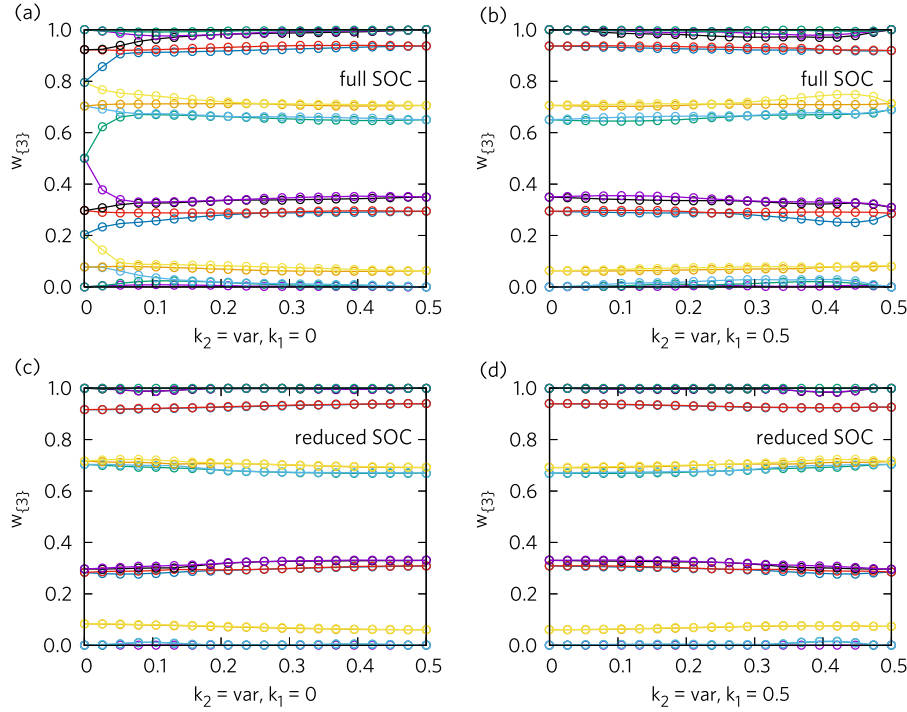 (a)
(b)
1.0
0.8
0.6
0.4
0.2
0.0
w{3}
full SOC
0 0.1 0.2 0.3 0.4 0.5
k2 = var, k1 = 0
1.0
0.8
0.6
0.4
0.2
0.0
w{3}
full SOC
0 0.1 0.2 0.3 0.4 0.5
k2 = var, k1 = 0.5
(c)
(d)
1.0
0.8
0.6
0.4
0.2
0.0
w{3}
reduced SOC
0 0.1 0.2 0.3 0.4 0.5
k2 = var, k1 = 0
1.0
0.8
0.6
0.4
0.2
0.0
w{3}
reduced SOC
0 0.1 0.2 0.3 0.4 0.5
k2 = var, k1 = 0.5